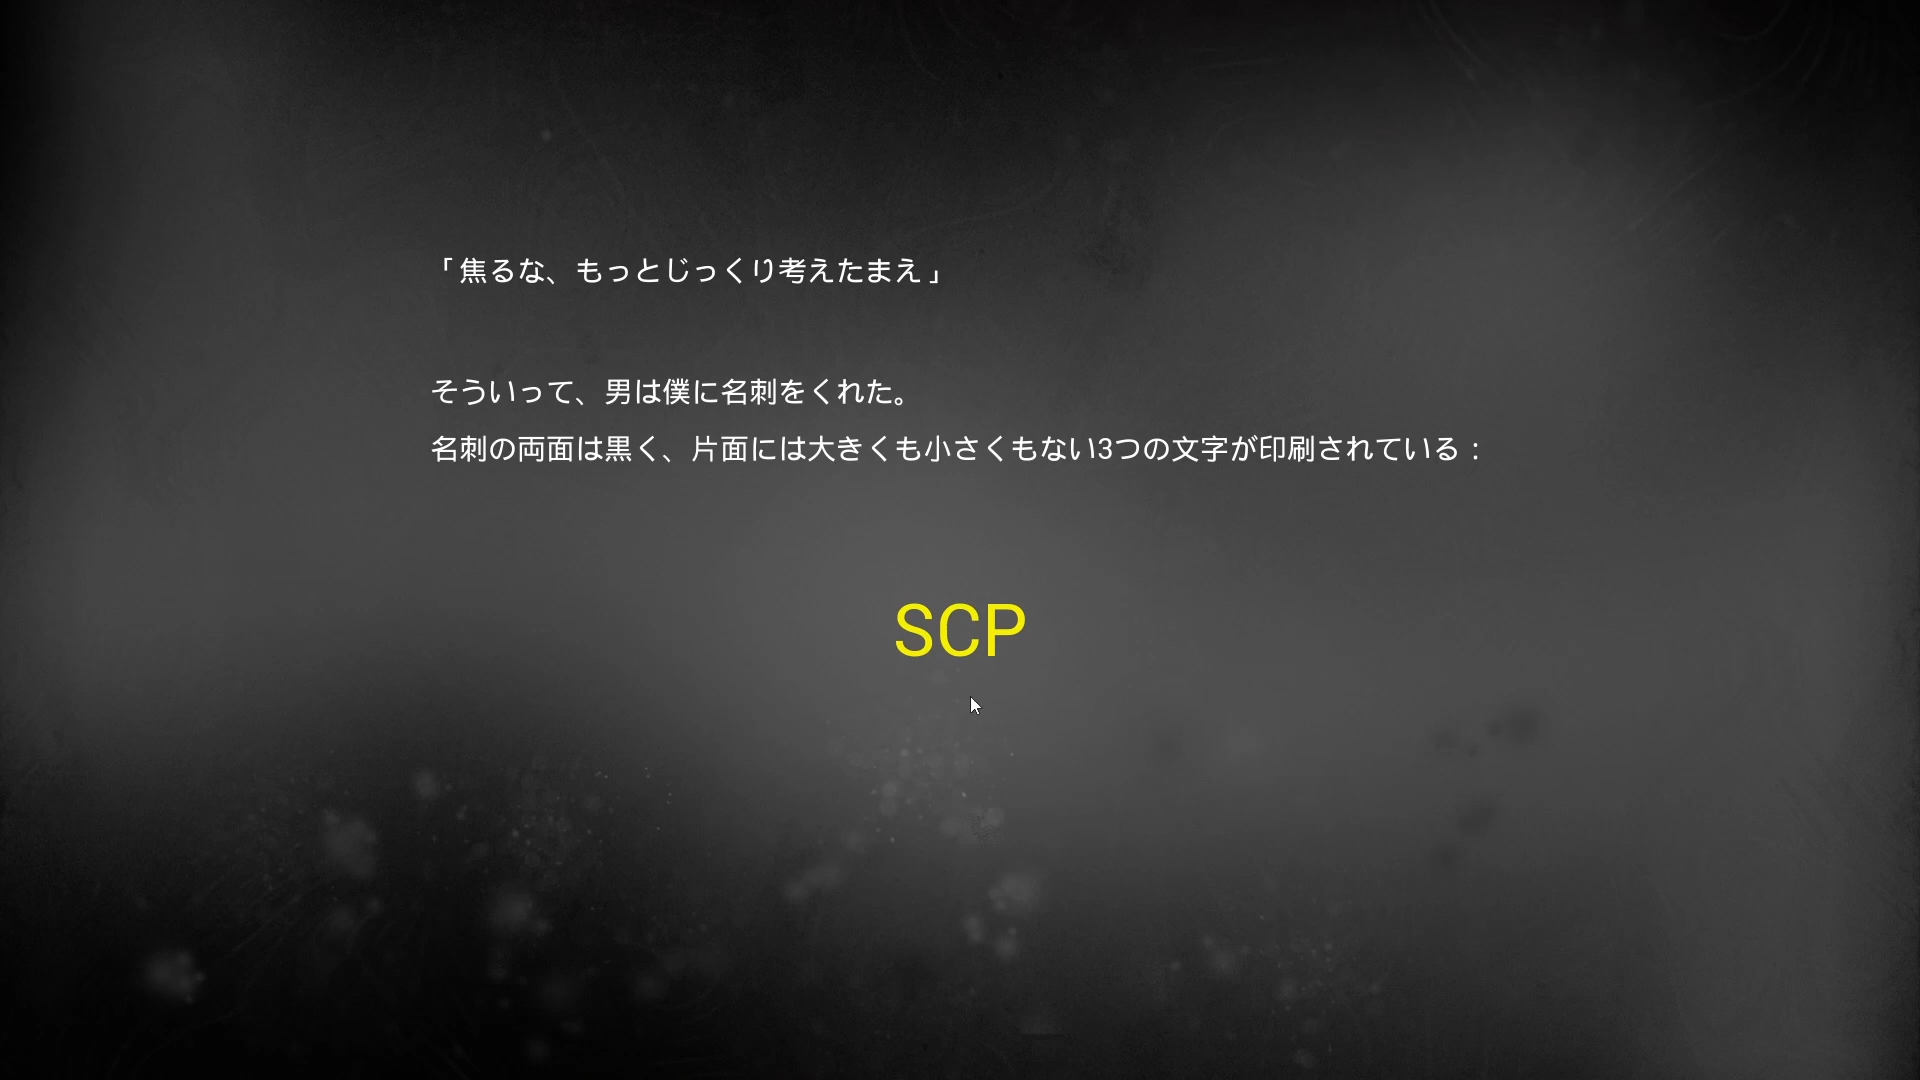 「焦るな、もっとじっくり考えたまえ」
そういって、男は僕に名刺をくれた。
名刺の両面は黒く、片面には大きくも小さくもない3つの文字が印刷されている：
SCP